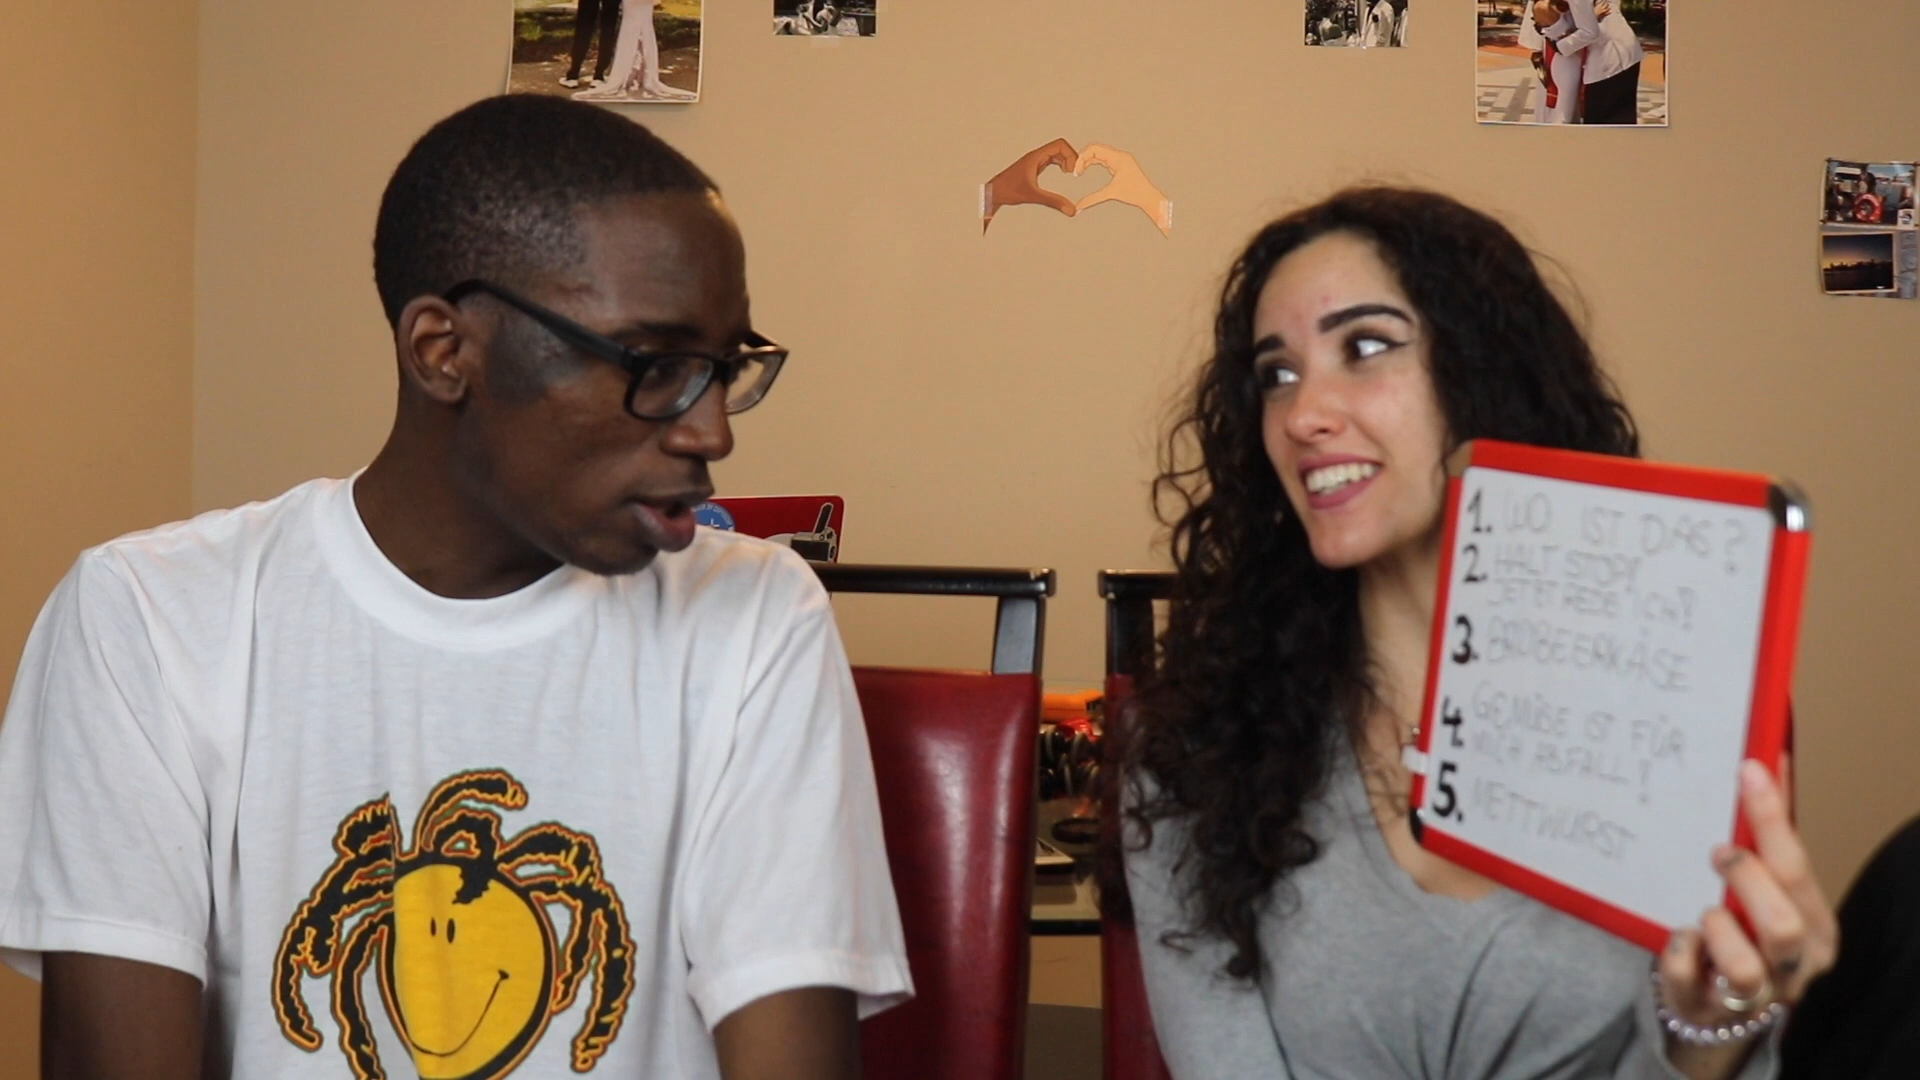 1. WO IST DAS?
2. HALT STOP!
JETZT REDE ICH!
3. ERDBEERKÄSE
4. GEMÜSE IST FÜR
MICH ABFALL!
5. METTWURST